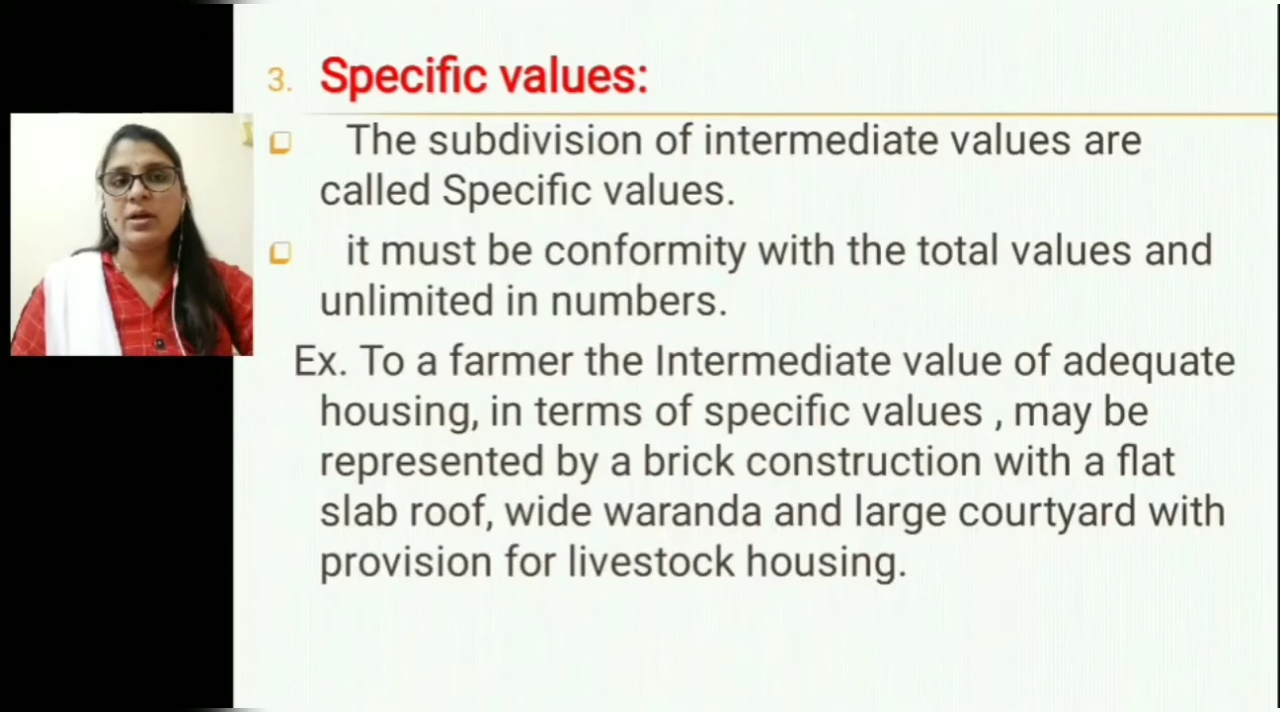 3. Specific values:
The subdivision of intermediate values are
called Specific values.
it must be conformity with the total values and
unlimited in numbers.
Ex. To a farmer the Intermediate value of adequate
housing, in terms of specific values , may be
represented by a brick construction with a flat
slab roof, wide waranda and large courtyard with
provision for livestock housing.